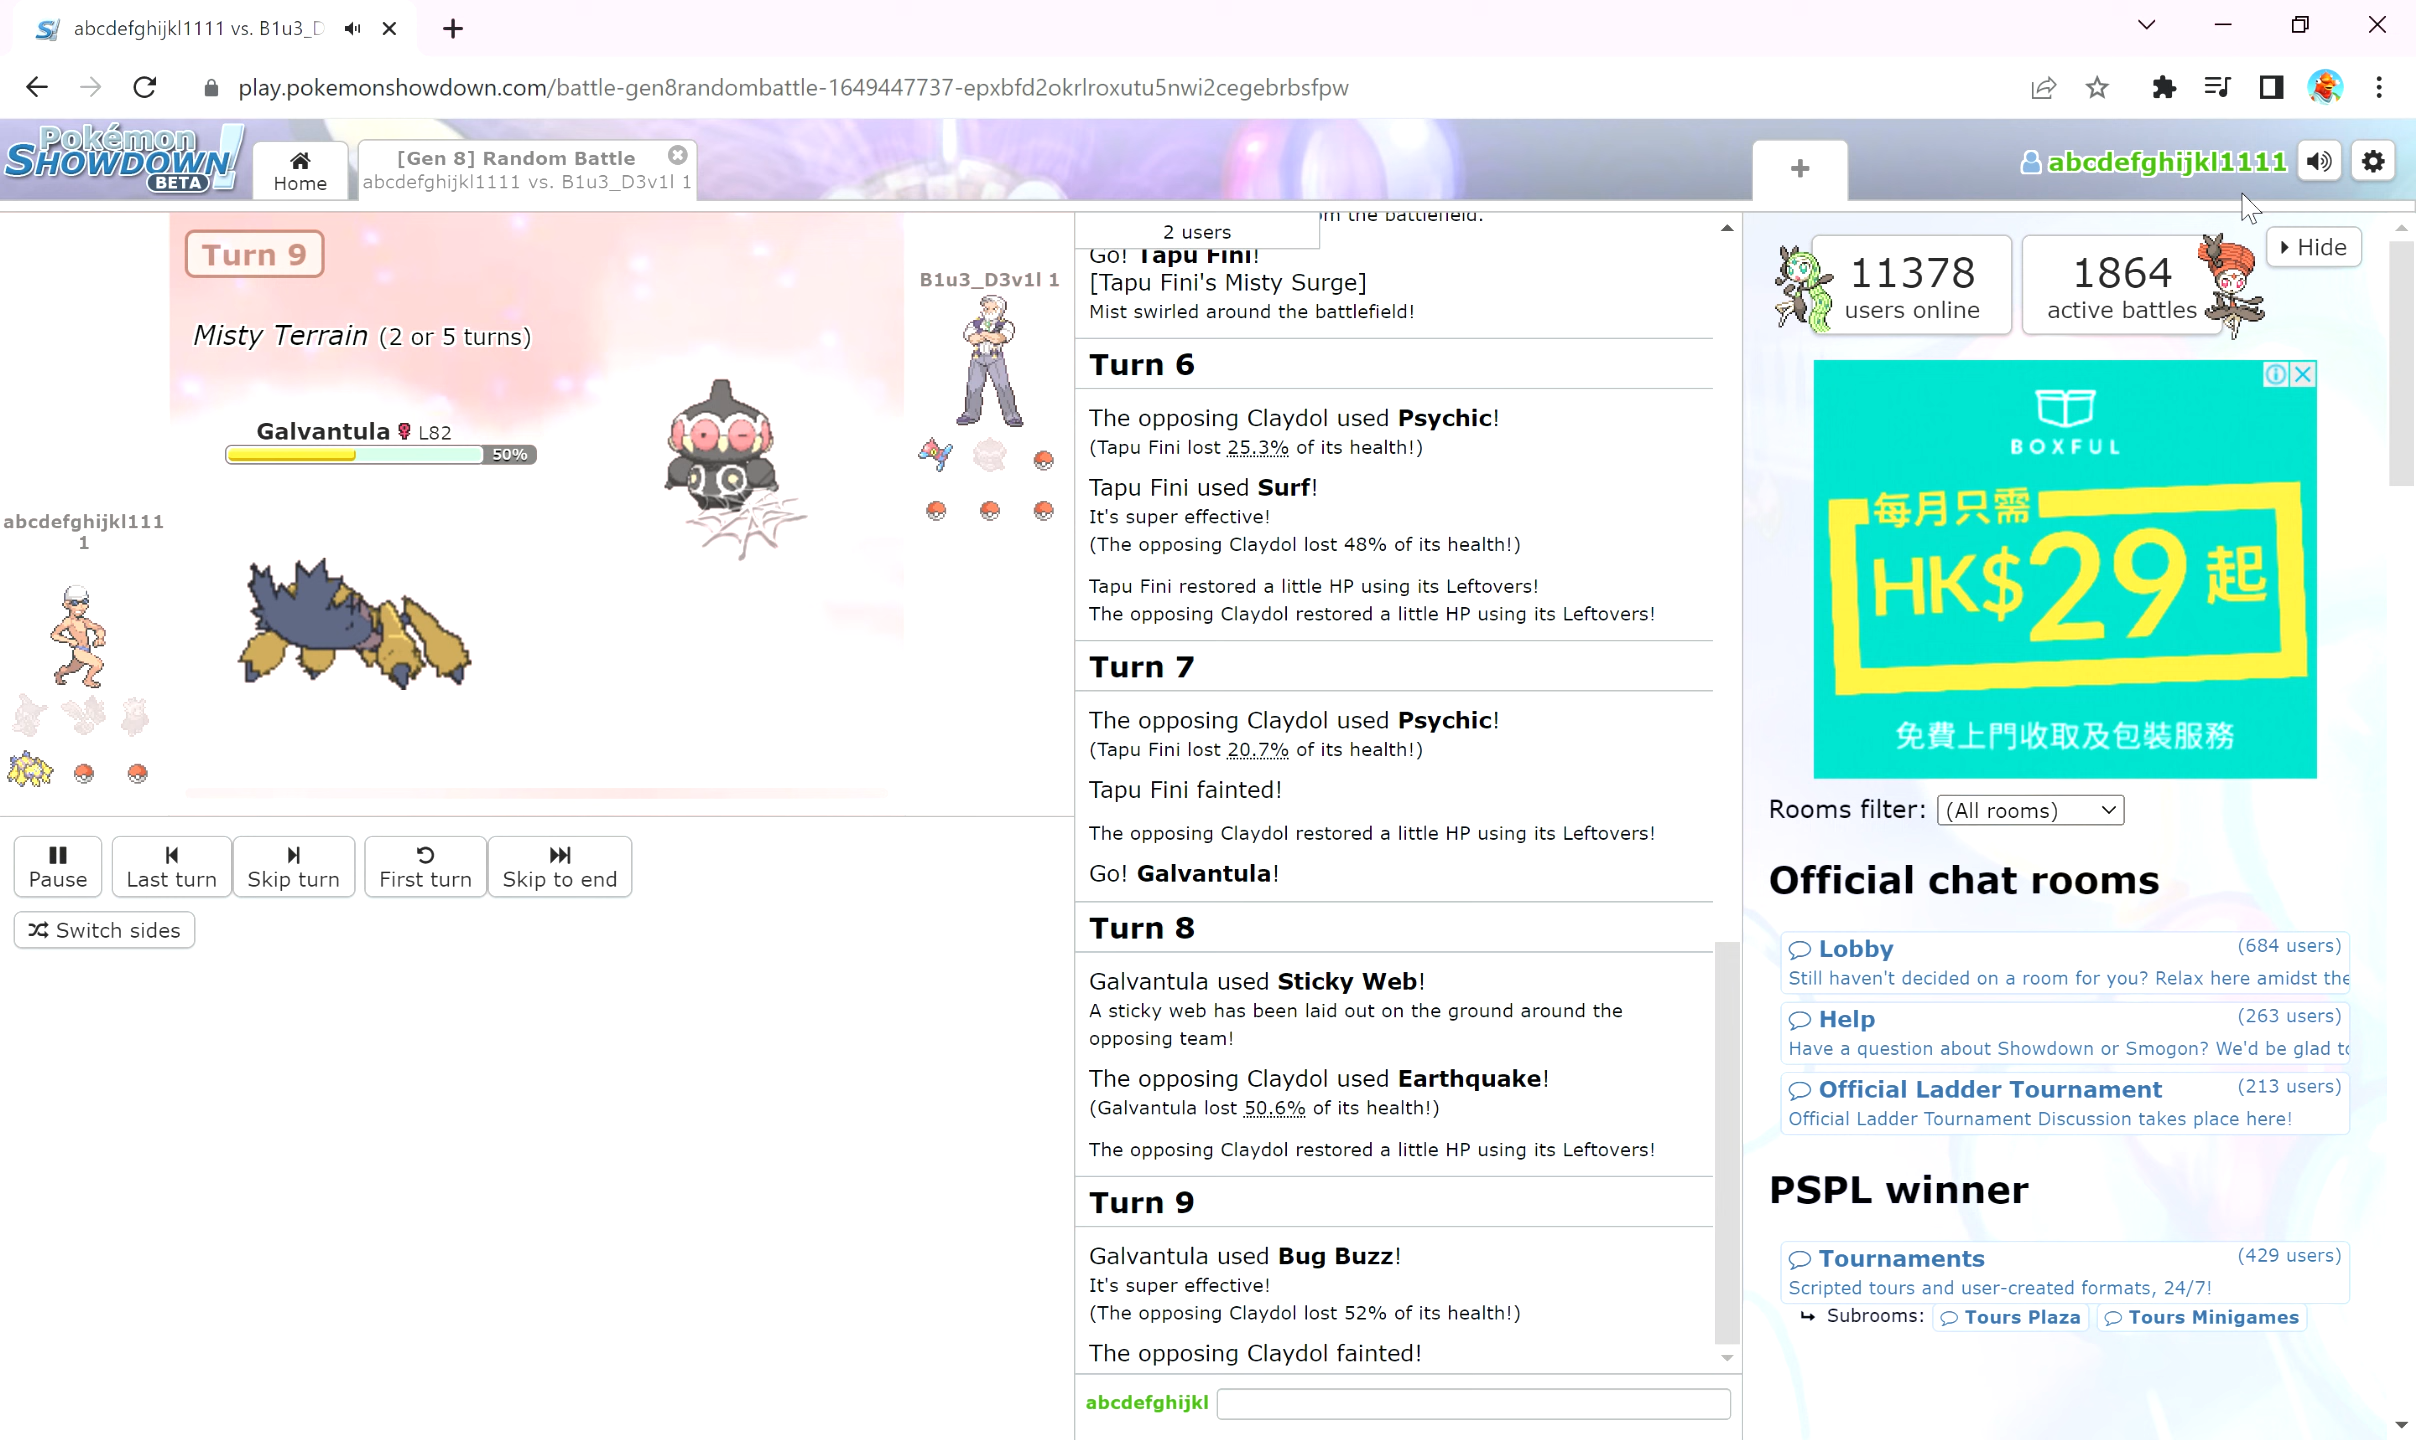 abcdefghijkl1111 vs. B1u3_D
play.pokemonshowdown.com/battle-gen8randombattle-1649447737-epxbfd2okrlroxutu5nwi2cegebrbsfpw
Pokémon
SHOWDOWN!
BETA
Home
[Gen 8] Random Battle
abcdefghijkl1111 vs. B1u3_D3v1l 1
abcdefghijkl1111
Turn 9
Misty Terrain (2 or 5 turns)
Galvantula L82
50%
B1u3_D3v1l 1
abcdefghijkl111
1
Pause
Last turn
Skip turn
First turn
Skip to end
Switch sides
2 users
om the battlefield.
Go! Tapu Fini!
[Tapu Fini's Misty Surge]
Mist swirled around the battlefield!
Turn 6
The opposing Claydol used Psychic!
(Tapu Fini lost 25.3% of its health!)
Tapu Fini used Surf!
It's super effective!
(The opposing Claydol lost 48% of its health!)
Tapu Fini restored a little HP using its Leftovers!
The opposing Claydol restored a little HP using its Leftovers!
Turn 7
The opposing Claydol used Psychic!
(Tapu Fini lost 20.7% of its health!)
Tapu Fini fainted!
The opposing Claydol restored a little HP using its Leftovers!
Go! Galvantula!
Turn 8
Galvantula used Sticky Web!
A sticky web has been laid out on the ground around the
opposing team!
The opposing Claydol used Earthquake!
(Galvantula lost 50.6% of its health!)
The opposing Claydol restored a little HP using its Leftovers!
Turn 9
Galvantula used Bug Buzz!
It's super effective!
(The opposing Claydol lost 52% of its health!)
The opposing Claydol fainted!
abcdefghijkl
11378
users online
1864
active battles
Hide
BOXFUL
每月只需
HK$29起
免費上門收取及包裝服務
Rooms filter: (All rooms)
Official chat rooms
Lobby (684 users)
Still haven't decided on a room for you? Relax here amidst the
Help (263 users)
Have a question about Showdown or Smogon? We'd be glad to
Official Ladder Tournament (213 users)
Official Ladder Tournament Discussion takes place here!
PSPL winner
Tournaments (429 users)
Scripted tours and user-created formats, 24/7!
Subrooms: Tours Plaza Tours Minigames